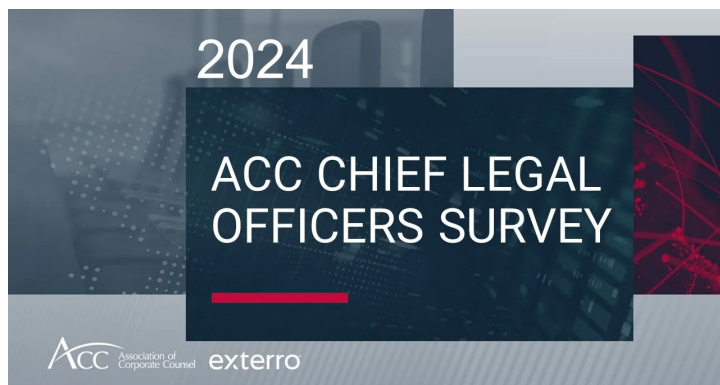 2024
ACC CHIEF LEGAL
OFFICERS SURVEY
ACC Association of
Corporate Counsel
exterro